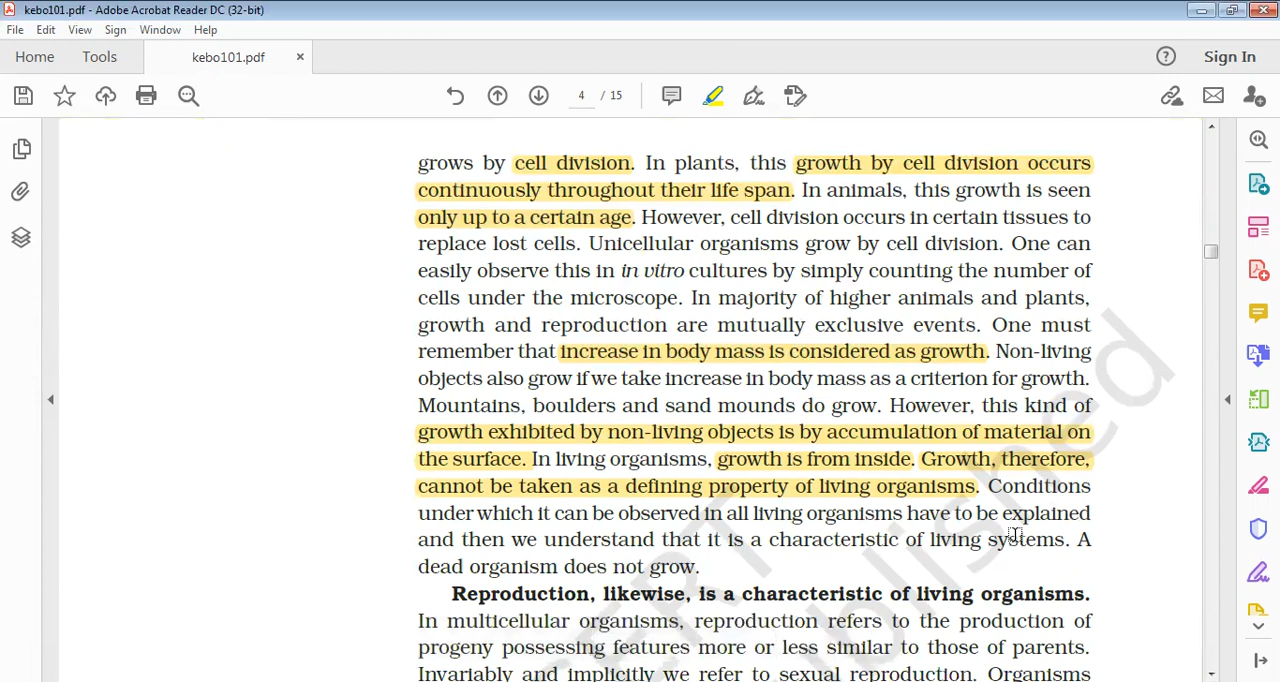 kebo101.pdf - Adobe Acrobat Reader DC (32-bit)
File Edit View Sign Window Help
Home Tools kebo101.pdf × Sign In
4 / 15
grows by cell division. In plants, this growth by cell division occurs
continuously throughout their life span. In animals, this growth is seen
only up to a certain age. However, cell division occurs in certain tissues to
replace lost cells. Unicellular organisms grow by cell division. One can
easily observe this in in vitro cultures by simply counting the number of
cells under the microscope. In majority of higher animals and plants,
growth and reproduction are mutually exclusive events. One must
remember that increase in body mass is considered as growth. Non-living
objects also grow if we take increase in body mass as a criterion for growth.
Mountains, boulders and sand mounds do grow. However, this kind of
growth exhibited by non-living objects is by accumulation of material on
the surface. In living organisms, growth is from inside. Growth, therefore,
cannot be taken as a defining property of living organisms. Conditions
under which it can be observed in all living organisms have to be explained
and then we understand that it is a characteristic of living systems. A
dead organism does not grow.
Reproduction, likewise, is a characteristic of living organisms.
In multicellular organisms, reproduction refers to the production of
progeny possessing features more or less similar to those of parents.
Invariably and implicitly we refer to sexual reproduction. Organisms